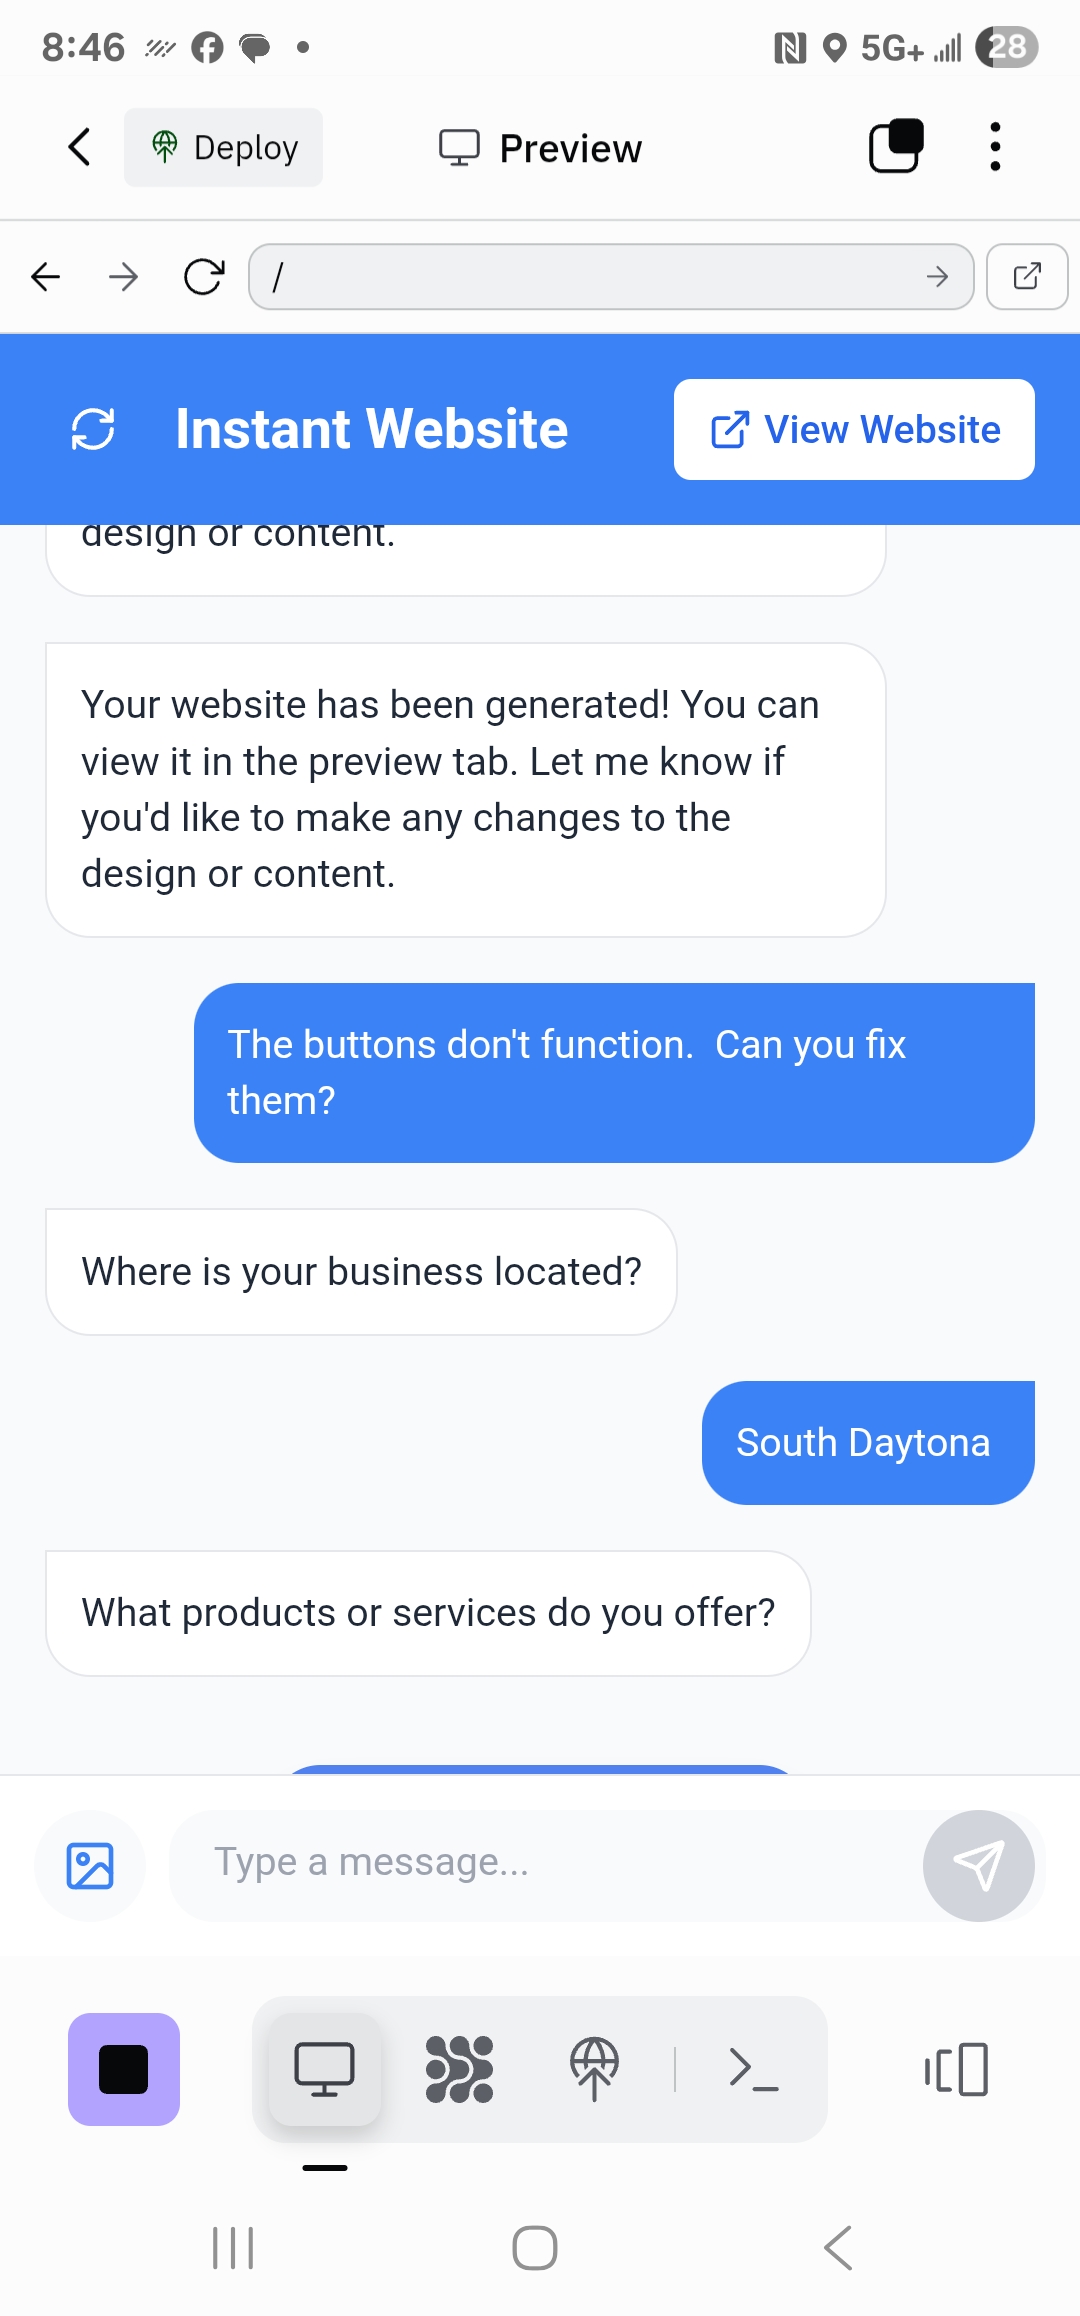 8:46
5G+
28
Deploy
Preview
/
Instant Website
View Website
design or content.
Your website has been generated! You can
view it in the preview tab. Let me know if
you'd like to make any changes to the
design or content.
The buttons don't function.  Can you fix
them?
Where is your business located?
South Daytona
What products or services do you offer?
Type a message...